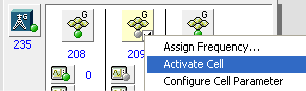 G
G
G
235
208
209
0
Assign Frequency...
Activate Cell
Configure Cell Parameter